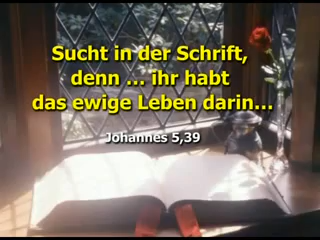 Sucht in der Schrift,
denn ... ihr habt
das ewige Leben darin...
Johannes 5,39